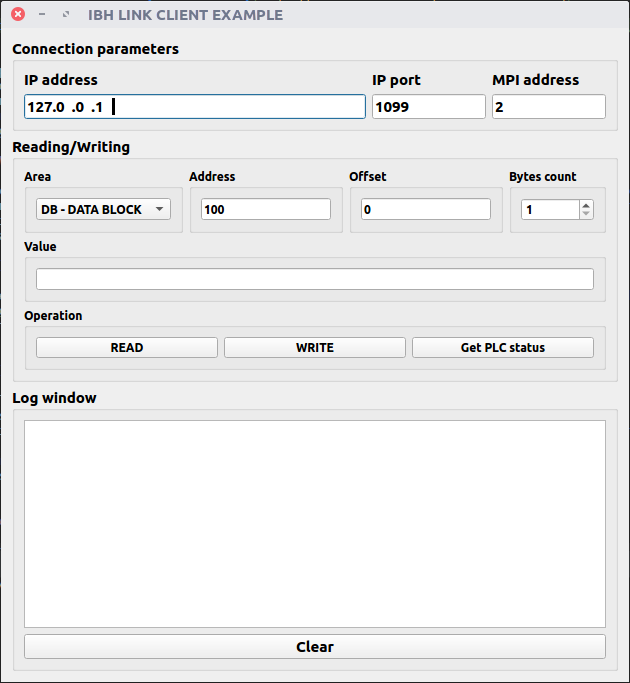 IBH LINK CLIENT EXAMPLE
Connection parameters
IP address IP port MPI address
127.0 .0 .1 1099 2
Reading/Writing
Area Address Offset Bytes count
DB - DATA BLOCK 100 0 1
Value
Operation
READ WRITE Get PLC status
Log window
Clear